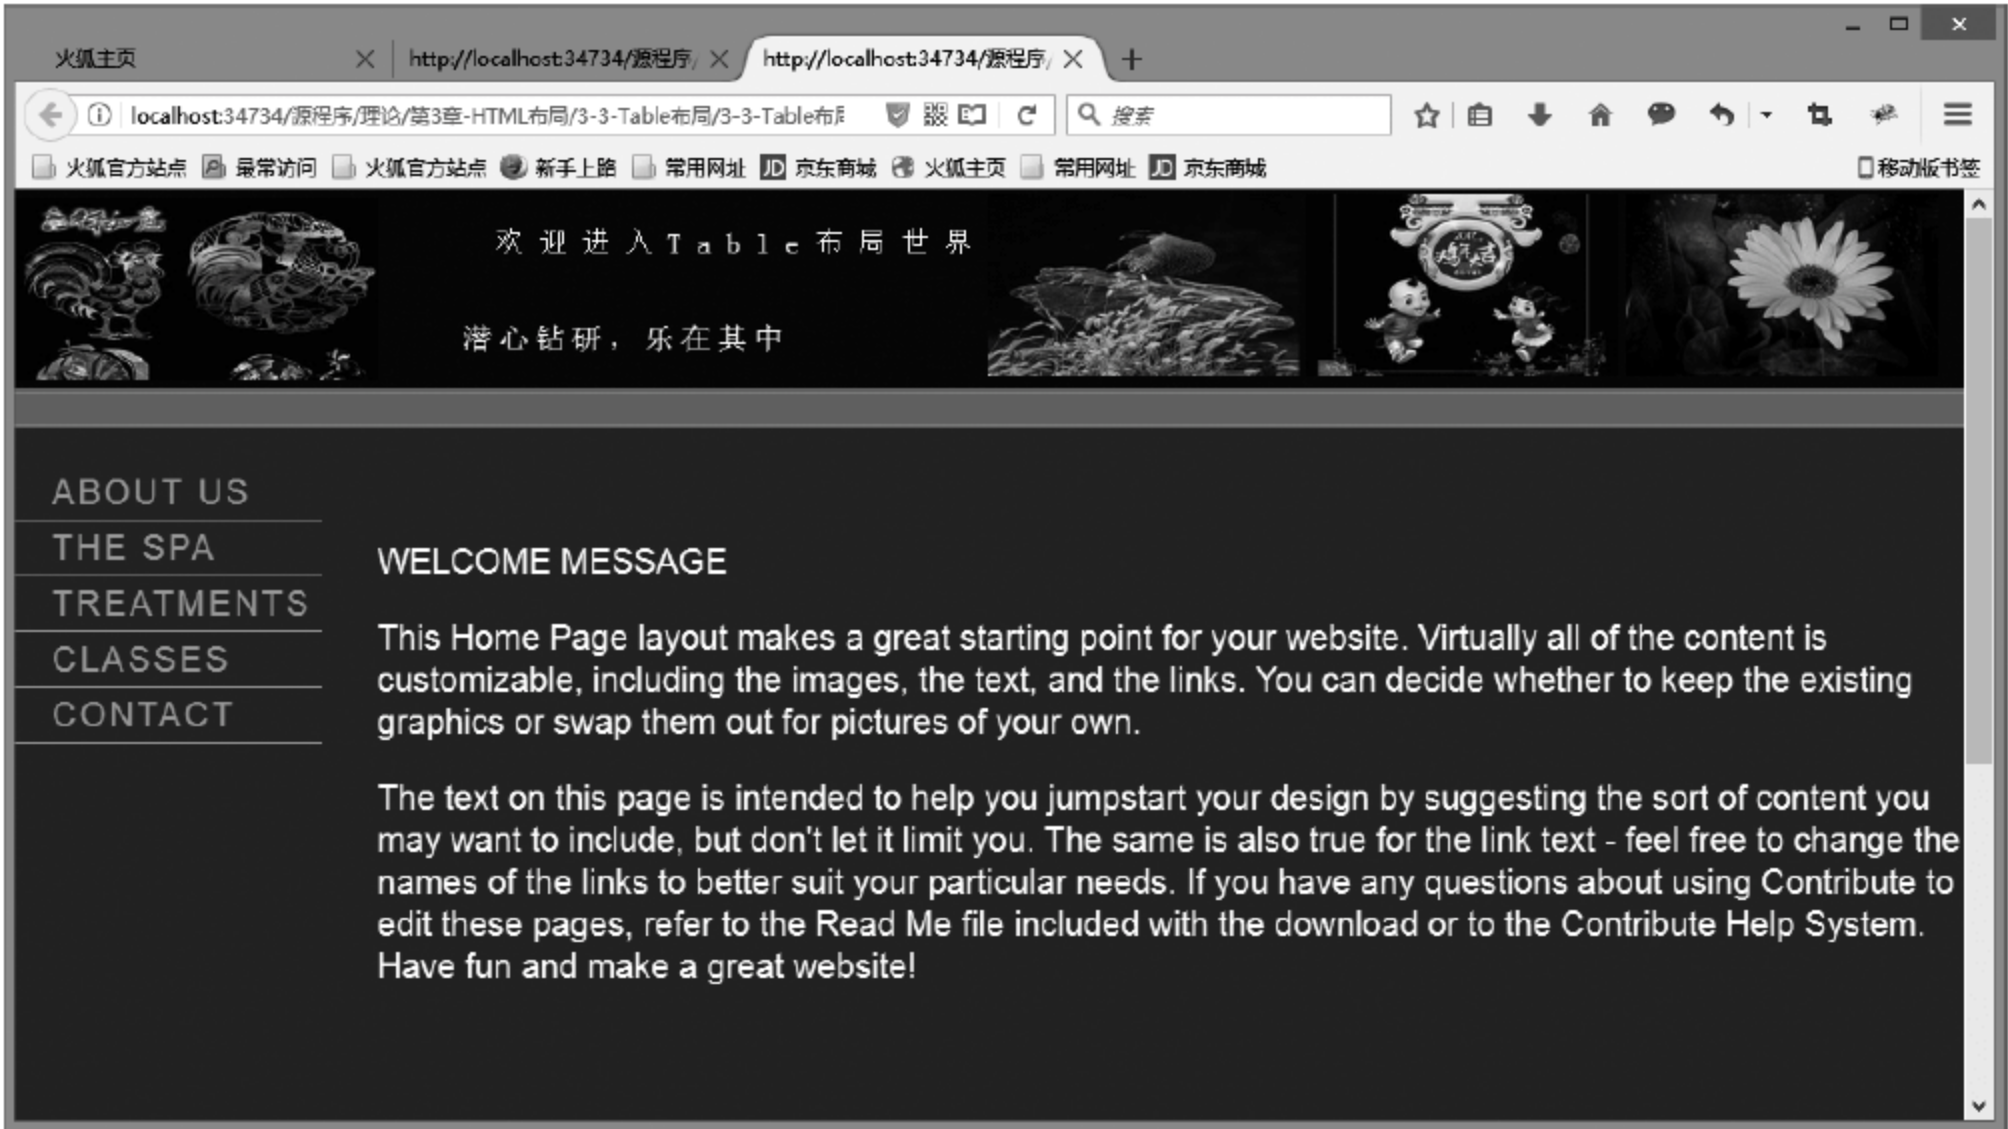 火狐主页
http://localhost:34734/源程序/
http://localhost:34734/源程序/
localhost:34734/源程序/理论/第3章-HTML布局/3-3-Table布局/3-3-Table布局
搜索
火狐官方站点 最常访问 火狐官方站点 新手上路 常用网址 JD 京东商城 火狐主页 常用网址 JD 京东商城 移动版书签
欢迎进入Table布局世界
潜心钻研，乐在其中
ABOUT US
THE SPA
TREATMENTS
CLASSES
CONTACT
WELCOME MESSAGE
This Home Page layout makes a great starting point for your website. Virtually all of the content is
customizable, including the images, the text, and the links. You can decide whether to keep the existing
graphics or swap them out for pictures of your own.
The text on this page is intended to help you jumpstart your design by suggesting the sort of content you
may want to include, but don't let it limit you. The same is also true for the link text - feel free to change the
names of the links to better suit your particular needs. If you have any questions about using Contribute to
edit these pages, refer to the Read Me file included with the download or to the Contribute Help System.
Have fun and make a great website!